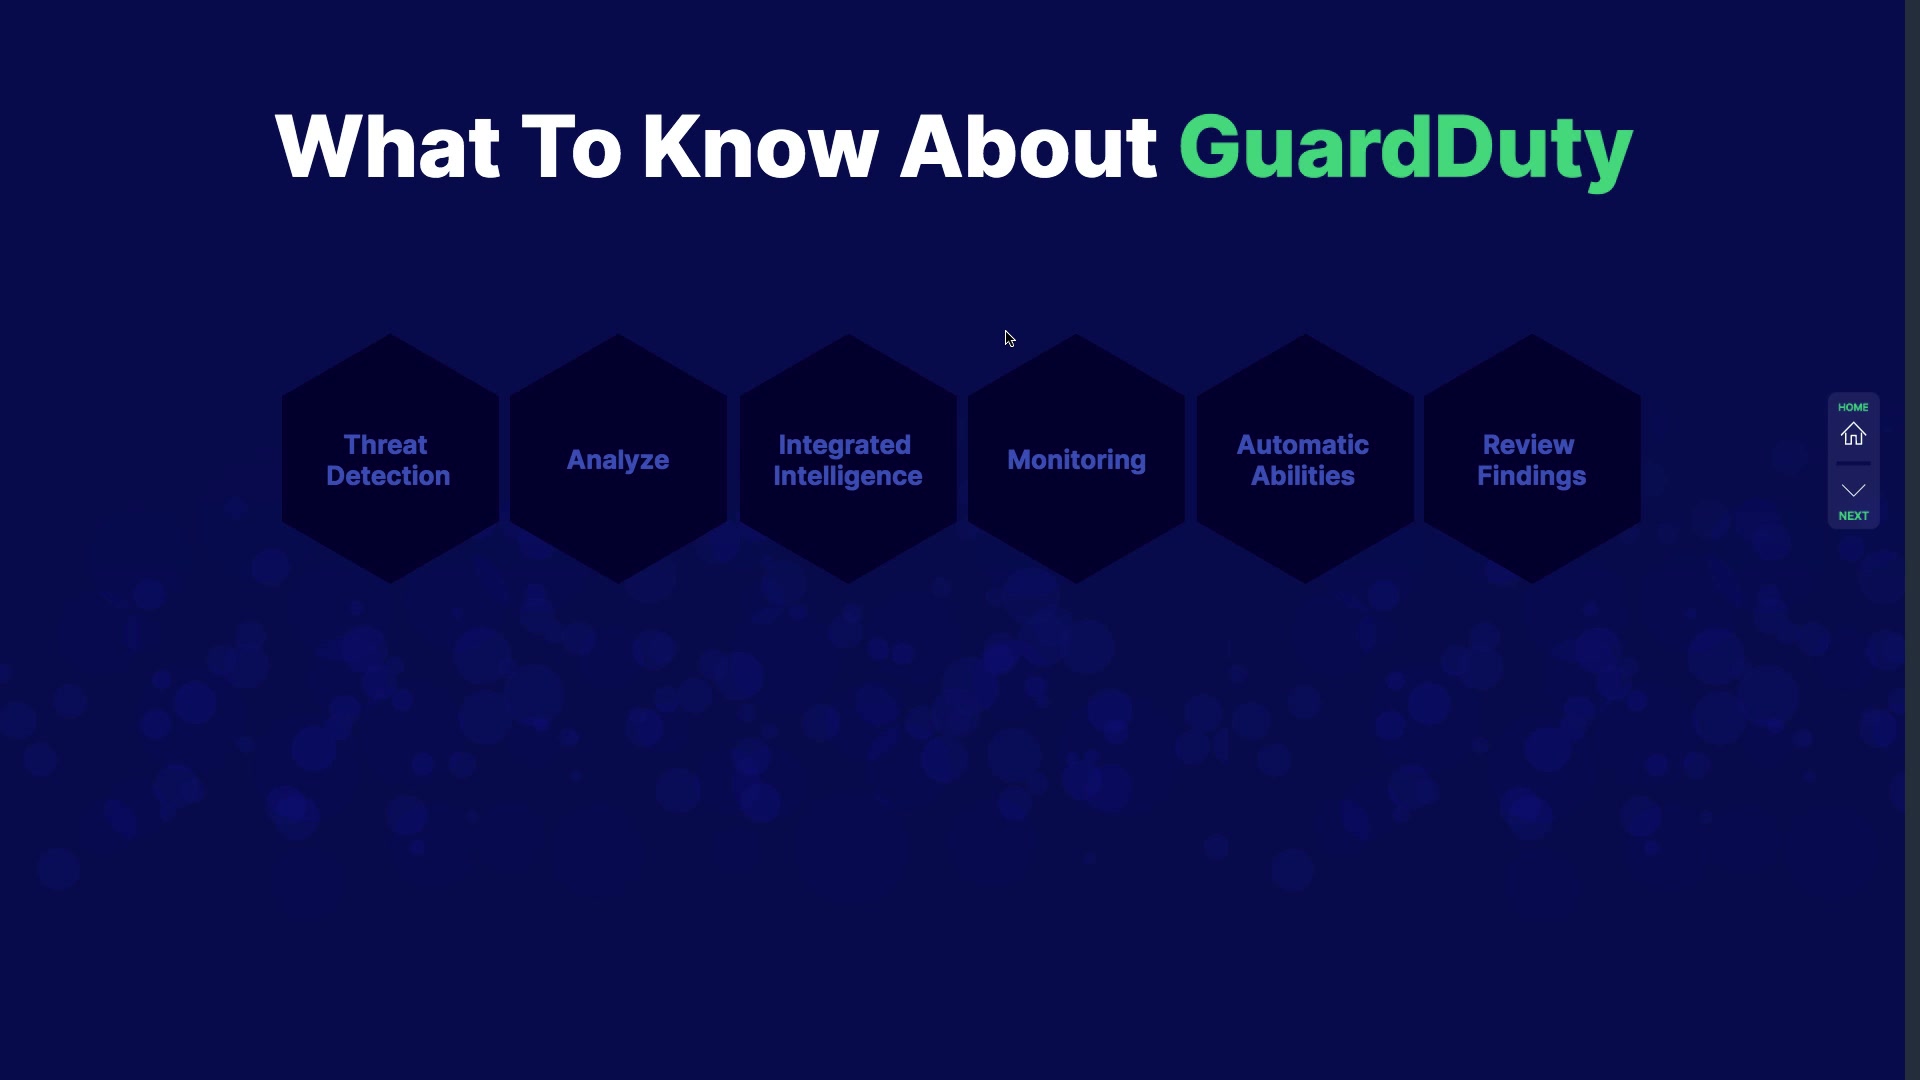 What To Know About GuardDuty
Threat
Detection
Analyze
Integrated
Intelligence
Monitoring
Automatic
Abilities
Review
Findings
HOME
NEXT